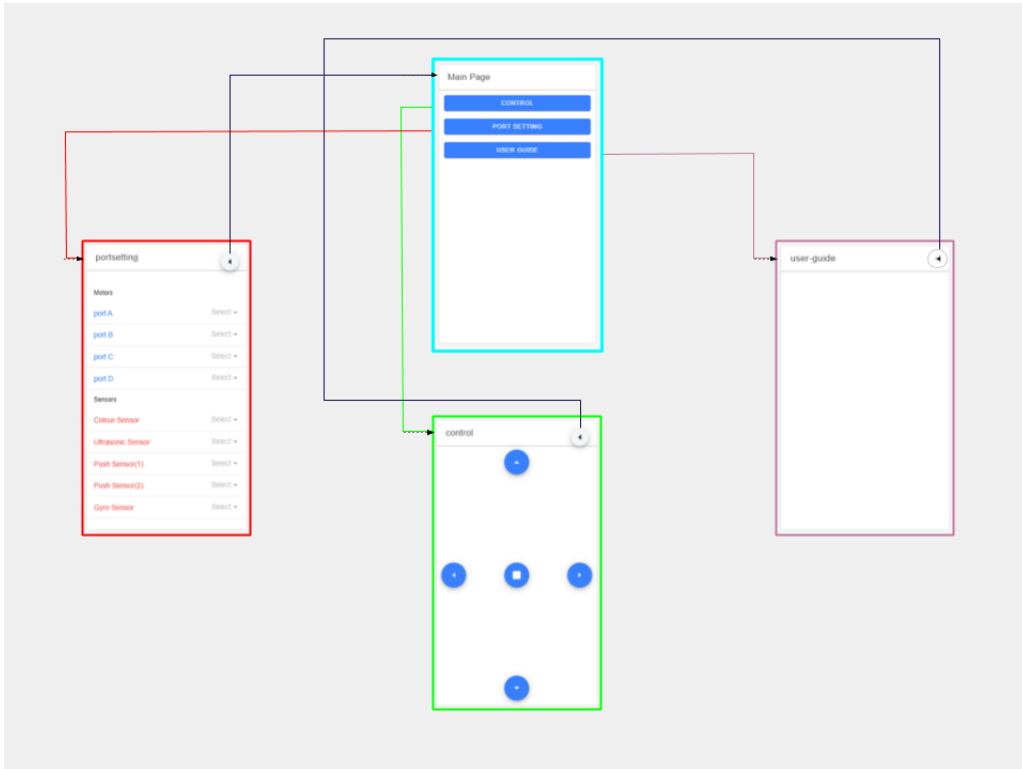 Main Page
CONTROL
PORT SETTING
USER GUIDE
portsetting
Motors
port A Select
port B Select
port C Select
port D Select
Sensors
Colour Sensor Select
Ultrasonic Sensor Select
Push Sensor(1) Select
Push Sensor(2) Select
Gyro Sensor Select
control
user-guide